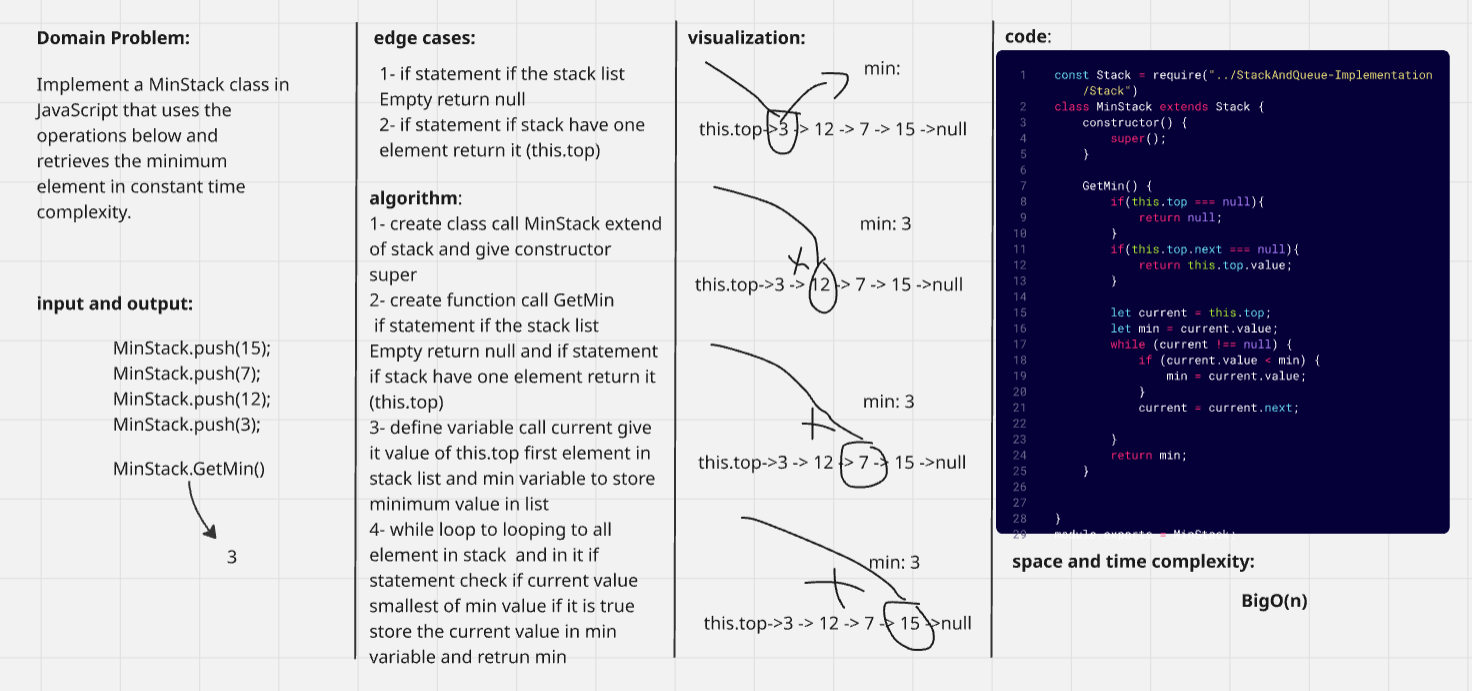 Domain Problem:
Implement a MinStack class in
JavaScript that uses the
operations below and
retrieves the minimum
element in constant time
complexity.
input and output:
MinStack.push(15);
MinStack.push(7);
MinStack.push(12);
MinStack.push(3);
MinStack.GetMin()
3
edge cases:
1- if statement if the stack list
Empty return null
2- if statement if stack have one
element return it (this.top)
algorithm:
1- create class call MinStack extend
of stack and give constructor
super
2- create function call GetMin
if statement if the stack list
Empty return null and if statement
if stack have one element return it
(this.top)
3- define variable call current give
it value of this.top first element in
stack list and min variable to store
minimum value in list
4- while loop to looping to all
element in stack  and in it if
statement check if current value
smallest of min value if it is true
store the current value in min
variable and retrun min
visualization:
min:
this.top->3 -> 12 -> 7 -> 15 ->null
min: 3
this.top->3 -> 12 -> 7 -> 15 ->null
min: 3
this.top->3 -> 12 -> 7 -> 15 ->null
min: 3
this.top->3 -> 12 -> 7 -> 15 ->null
code:
1 const Stack = require("../StackAndQueue-Implementation
/Stack")
2 class MinStack extends Stack {
3 constructor() {
4 super();
5 }
6
7 GetMin() {
8 if(this.top === null){
9 return null;
10 }
11 if(this.top.next === null){
12 return this.top.value;
13 }
14
15 let current = this.top;
16 let min = current.value;
17 while (current !== null) {
18 if (current.value < min) {
19 min = current.value;
20 }
21 current = current.next;
22
23 }
24 return min;
25 }
26
27
28 }
29 module.exports = MinStack;
space and time complexity:
BigO(n)